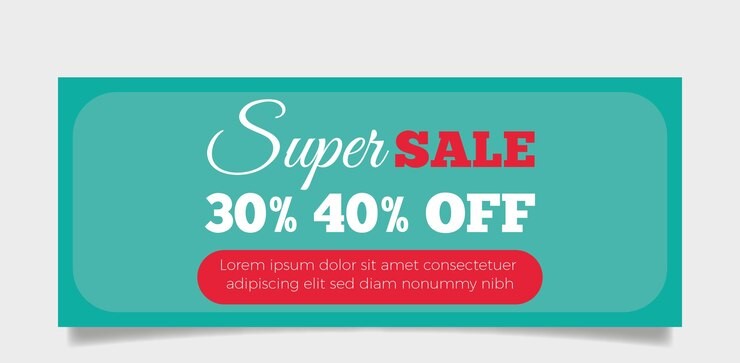 Super SALE
30% 40% OFF
Lorem ipsum dolor sit amet consectetuer
adipiscing elit sed diam nonummy nibh